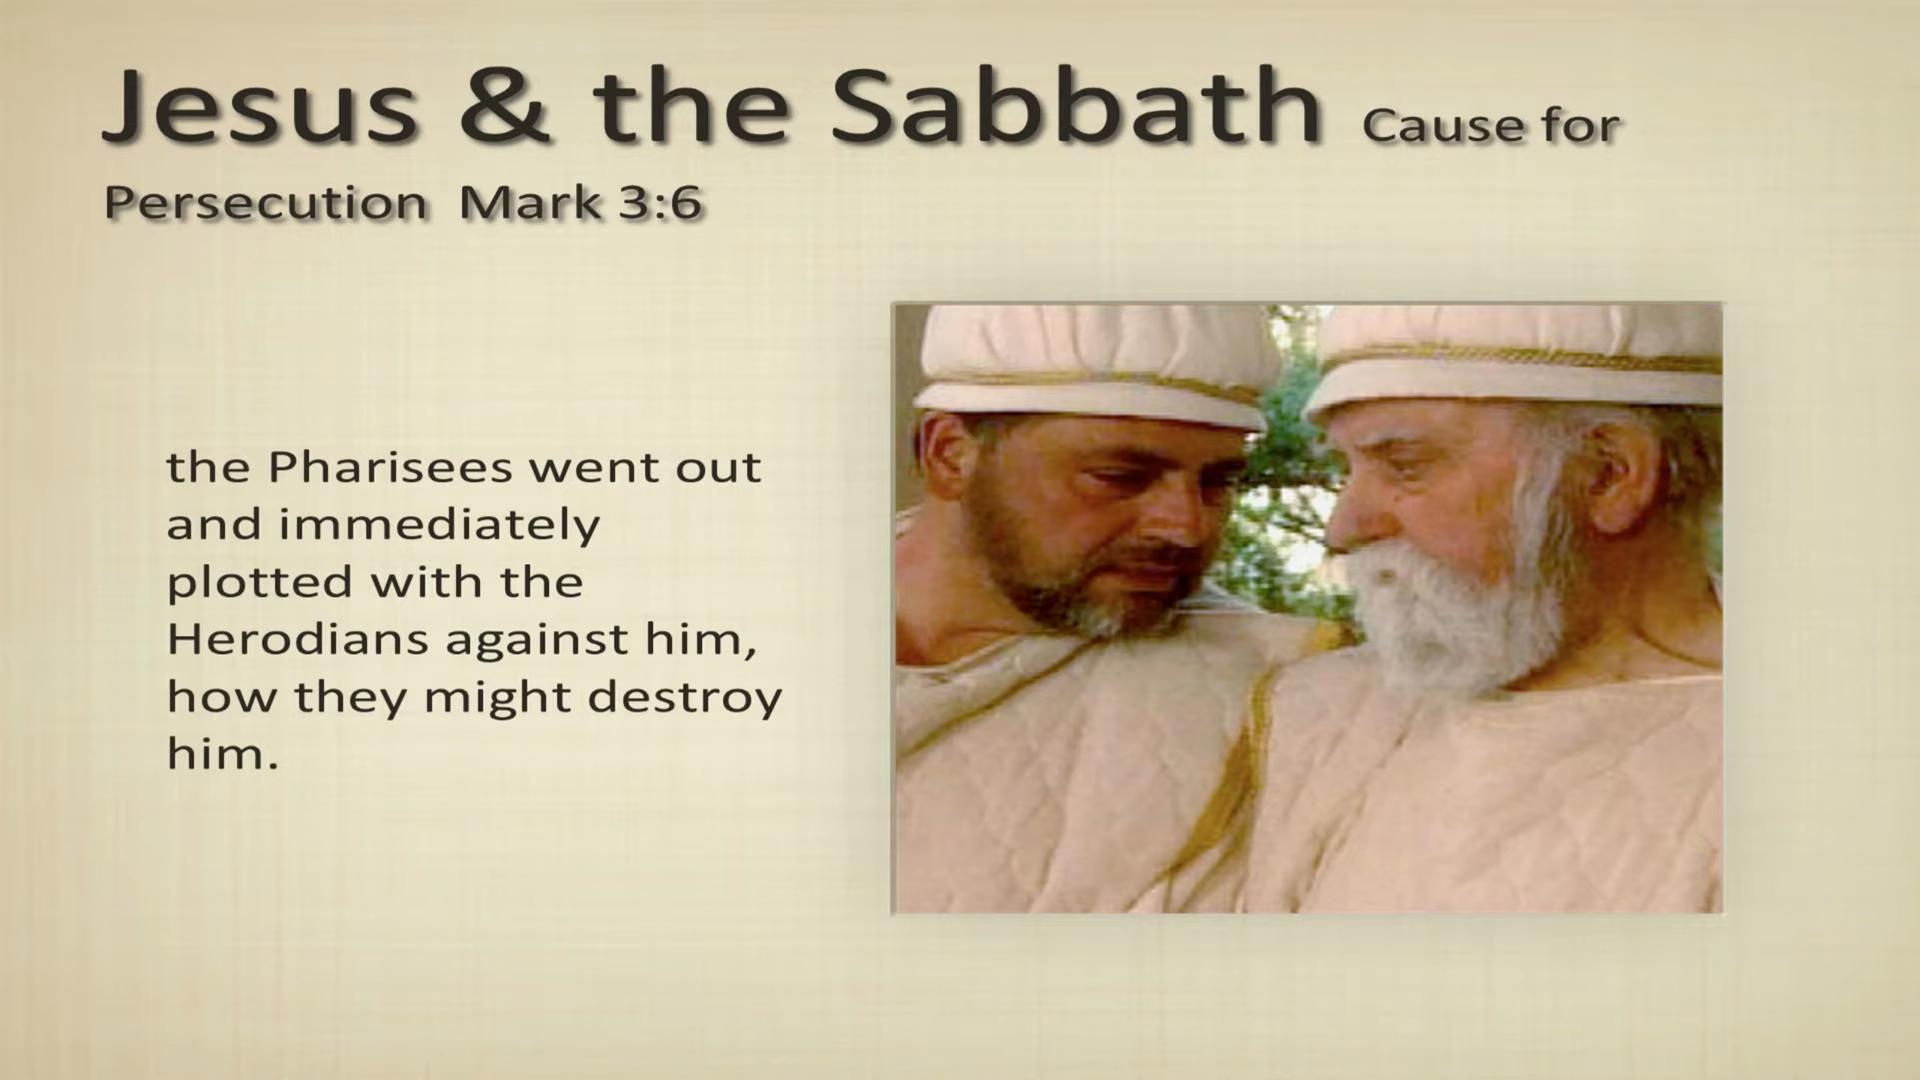 Jesus & the Sabbath Cause for
Persecution Mark 3:6
the Pharisees went out
and immediately
plotted with the
Herodians against him,
how they might destroy
him.